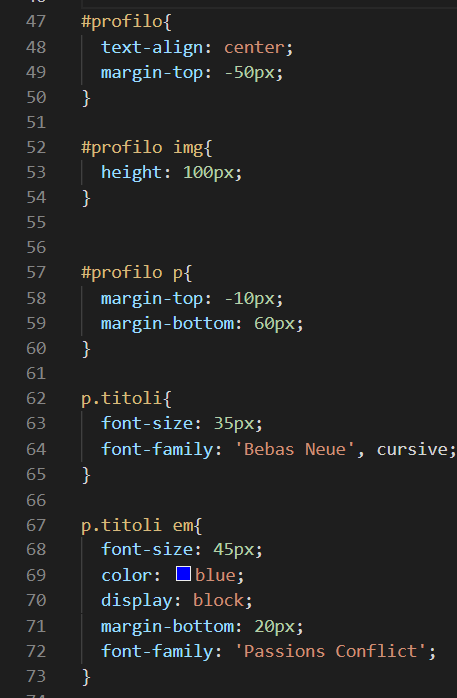 47 #profilo{
48 text-align: center;
49 margin-top: -50px;
50 }
51
52 #profilo img{
53 height: 100px;
54 }
55
56
57 #profilo p{
58 margin-top: -10px;
59 margin-bottom: 60px;
60 }
61
62 p.titoli{
63 font-size: 35px;
64 font-family: 'Bebas Neue', cursive;
65 }
66
67 p.titoli em{
68 font-size: 45px;
69 color: blue;
70 display: block;
71 margin-bottom: 20px;
72 font-family: 'Passions Conflict';
73 }